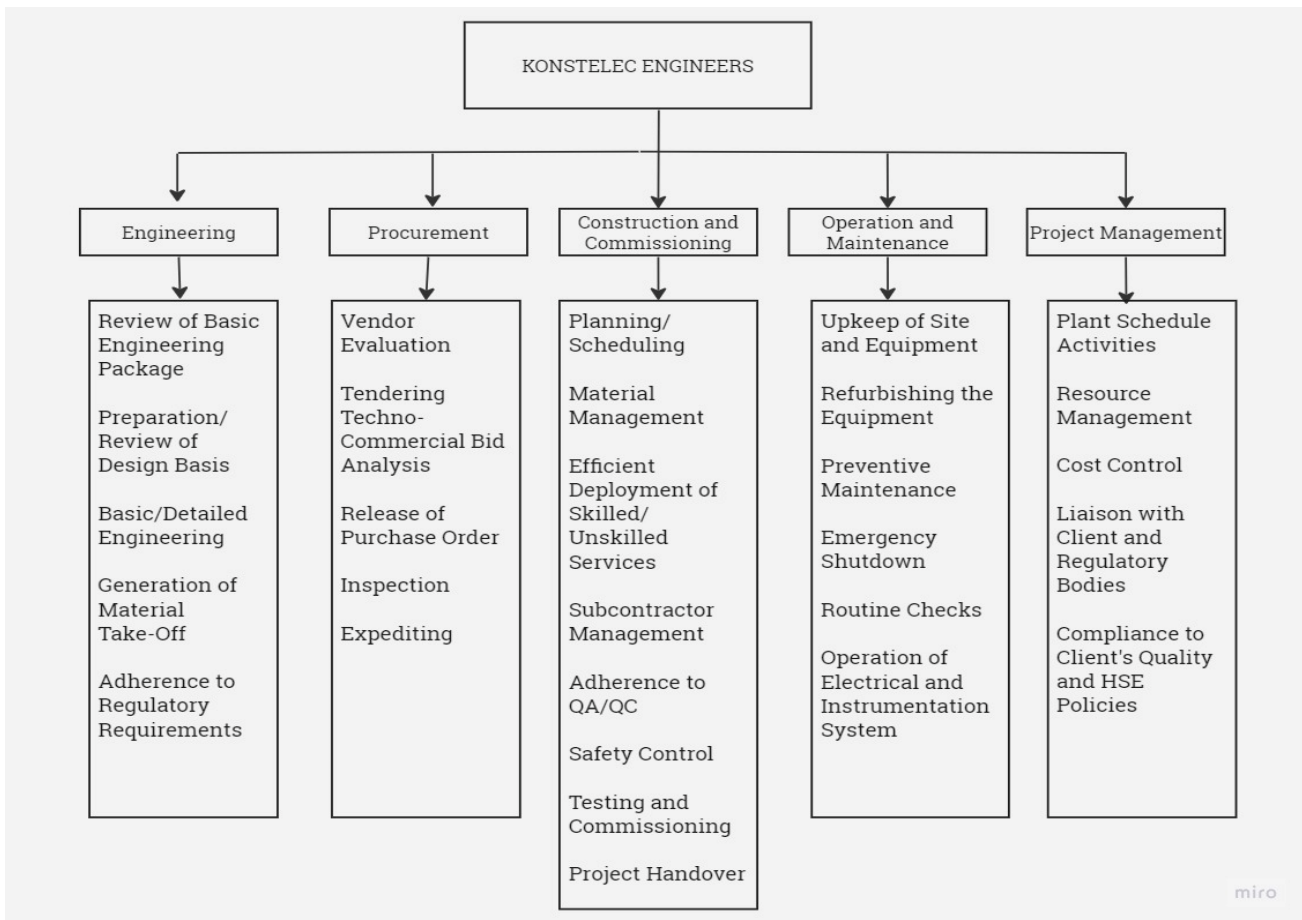 KONSTELEC ENGINEERS
Engineering
Procurement
Construction and
Commissioning
Operation and
Maintenance
Project Management
Review of Basic
Engineering
Package
Preparation/
Review of
Design Basis
Basic/Detailed
Engineering
Generation of
Material
Take-Off
Adherence to
Regulatory
Requirements
Vendor
Evaluation
Tendering
Techno-
Commercial Bid
Analysis
Release of
Purchase Order
Inspection
Expediting
Planning/
Scheduling
Material
Management
Efficient
Deployment of
Skilled/
Unskilled
Services
Subcontractor
Management
Adherence to
QA/QC
Safety Control
Testing and
Commissioning
Project Handover
Upkeep of Site
and Equipment
Refurbishing the
Equipment
Preventive
Maintenance
Emergency
Shutdown
Routine Checks
Operation of
Electrical and
Instrumentation
System
Plant Schedule
Activities
Resource
Management
Cost Control
Liaison with
Client and
Regulatory
Bodies
Compliance to
Client's Quality
and HSE
Policies
miro